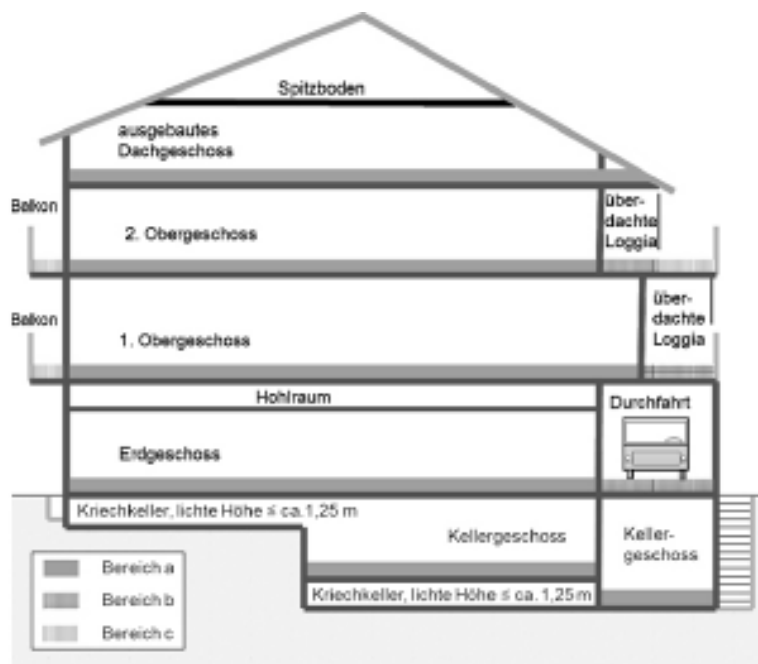 Spitzboden
ausgebautes
Dachgeschoss
Balkon
2. Obergeschoss
über-
dachte
Loggia
Balkon
1. Obergeschoss
über-
dachte
Loggia
Hohlraum
Durchfahrt
Erdgeschoss
Kriechkeller, lichte Höhe ≤ ca. 1,25 m
Kellergeschoss
Keller-
geschoss
Kriechkeller, lichte Höhe ≤ ca. 1,25 m
Bereich a
Bereich b
Bereich c